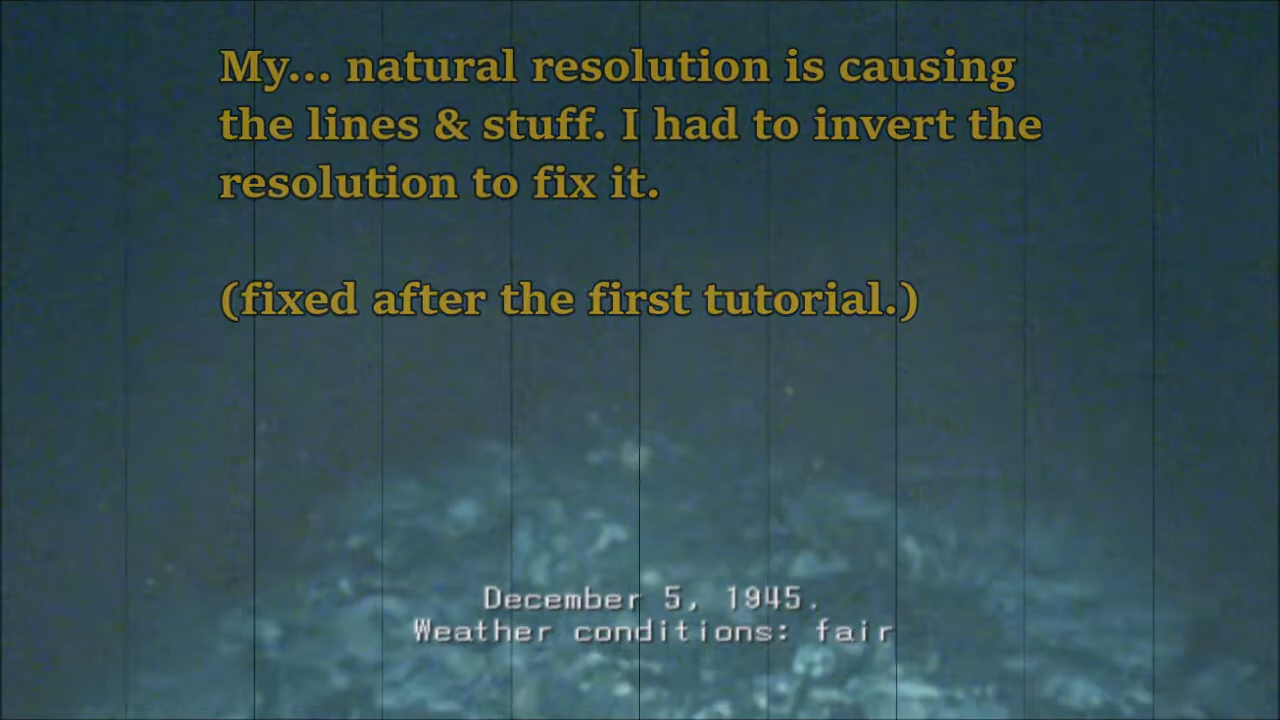 My... natural resolution is causing
the lines & stuff. I had to invert the
resolution to fix it.
(fixed after the first tutorial.)
December 5, 1945.
Weather conditions: fair